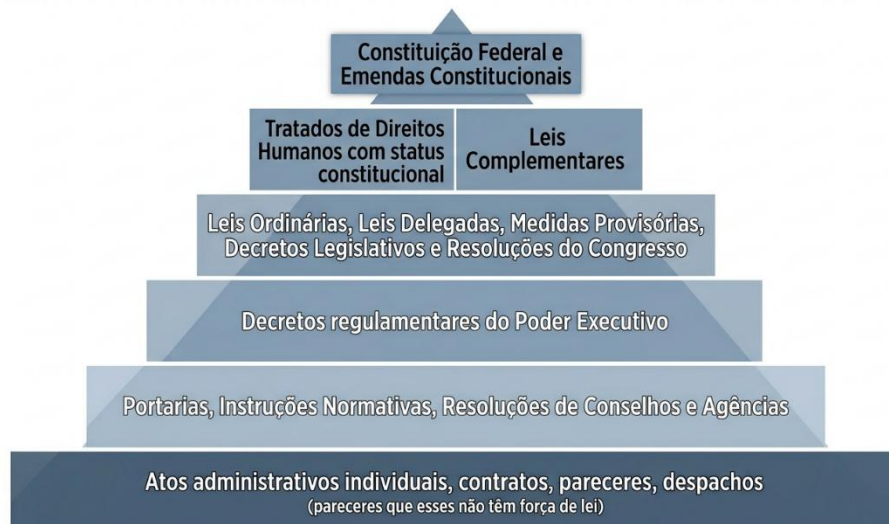 Constituição Federal e
Emendas Constitucionais
Tratados de Direitos
Humanos com status
constitucional
Leis
Complementares
Leis Ordinárias, Leis Delegadas, Medidas Provisórias,
Decretos Legislativos e Resoluções do Congresso
Decretos regulamentares do Poder Executivo
Portarias, Instruções Normativas, Resoluções de Conselhos e Agências
Atos administrativos individuais, contratos, pareceres, despachos
(pareceres que esses não têm força de lei)